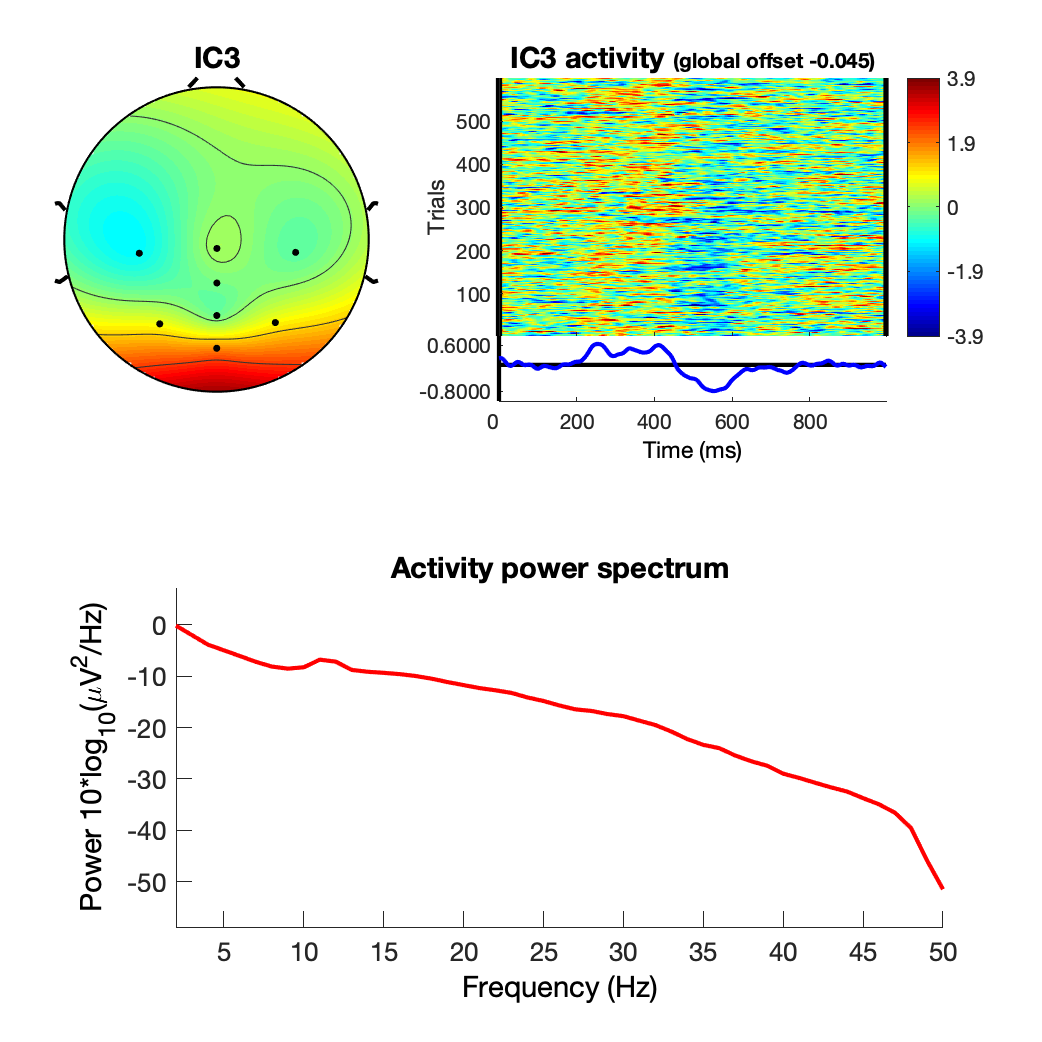 IC3
IC3 activity (global offset -0.045)
Trials
500
400
300
200
100
3.9
1.9
0
-1.9
-3.9
0.6000
-0.8000
0 200 400 600 800
Time (ms)
Activity power spectrum
Power 10*log10(μV2/Hz)
0
-10
-20
-30
-40
-50
5 10 15 20 25 30 35 40 45 50
Frequency (Hz)